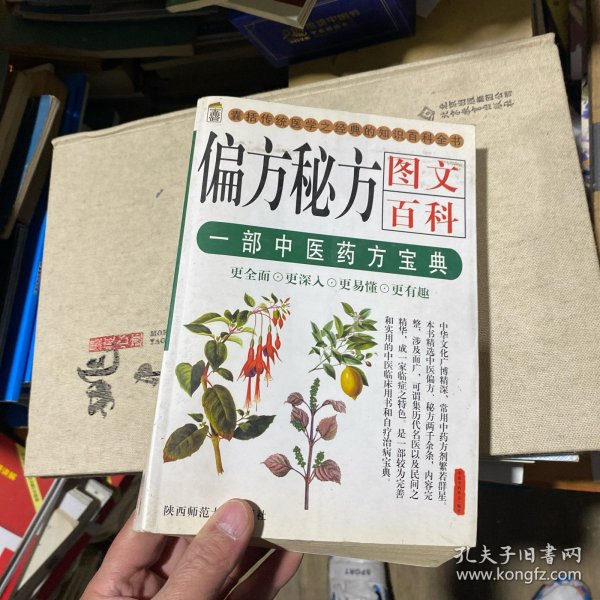 囊括传统医学之经典的知识百科全书
偏方秘方
图文
百科
一部中医药方宝典
更全面⊙更深入⊙更易懂⊙更有趣
中华文化广博精深，常用中药方剂繁若群星。
本书精选中医偏方、秘方两千余条，内容完
整，涉及面广，可谓集历代名医以及民间之
精华，成一家临症之特色，是一部较为完善
和实用的中医临床用书和自疗治病宝典。
陕西师范大
社
孔夫子旧书网
www.kongfz.com